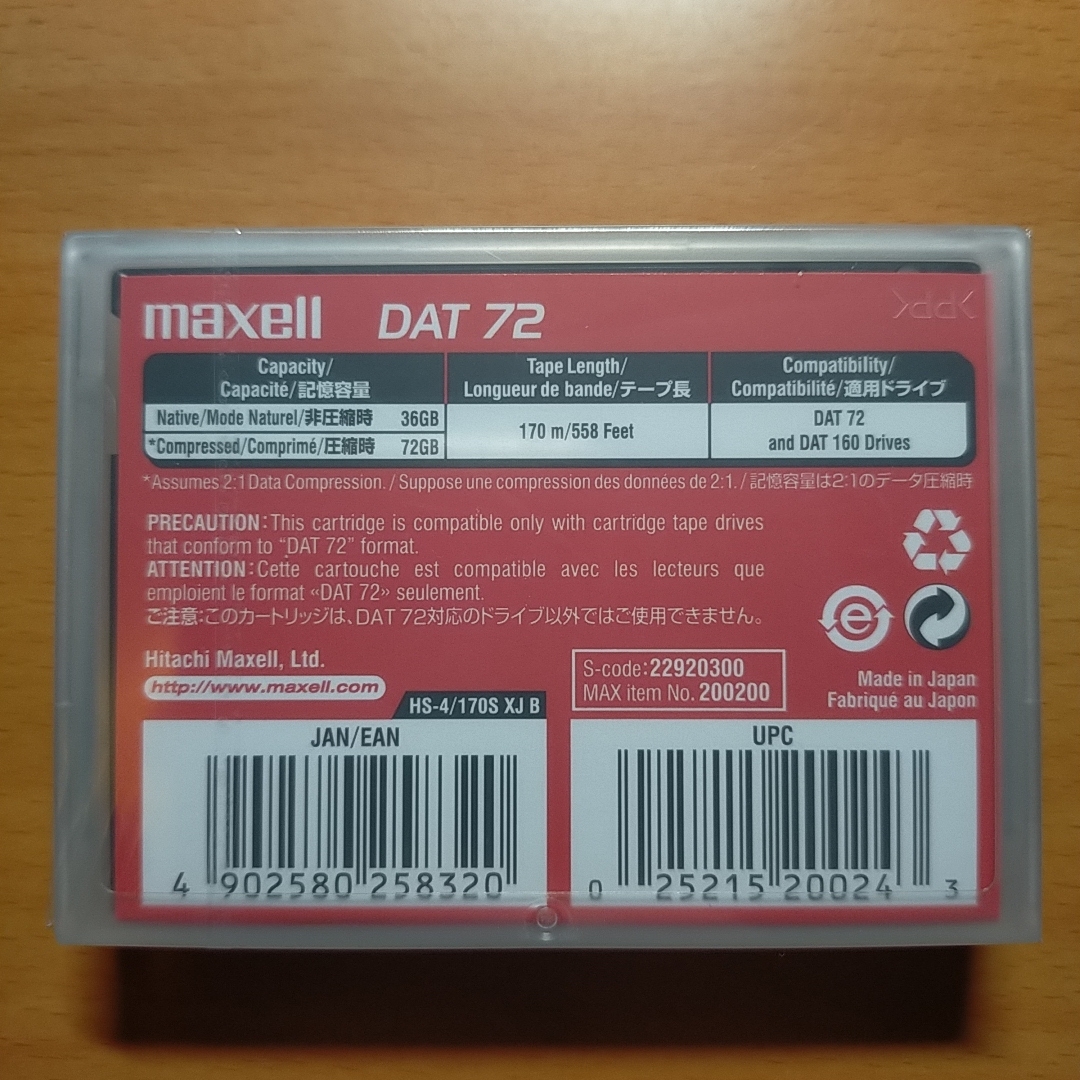 maxell DAT 72
Capacity/
Capacité/記憶容量
Tape Length/
Longueur de bande/テープ長
Compatibility/
Compatibilité/適用ドライブ
Native/Mode Naturel/非圧縮時 36GB
*Compressed/Comprimé/圧縮時 72GB
170 m/558 Feet
DAT 72
and DAT 160 Drives
*Assumes 2:1 Data Compression. / Suppose une compression des données de 2:1. / 記憶容量は2:1のデータ圧縮時
PRECAUTION: This cartridge is compatible only with cartridge tape drives
that conform to “DAT 72” format.
ATTENTION: Cette cartouche est compatible avec les lecteurs que
emploient le format «DAT 72» seulement.
ご注意:このカートリッジは、DAT 72対応のドライブ以外ではご使用できません。
Hitachi Maxell, Ltd.
http://www.maxell.com
HS-4/170S XJ B
S-code: 22920300
MAX item No. 200200
Made in Japan
Fabriqué au Japon
JAN/EAN
4 902580 258320
UPC
0 25215 20024 3